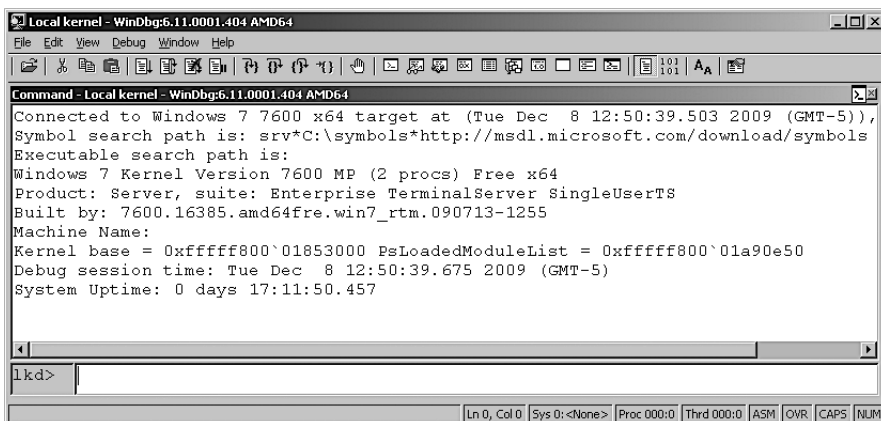 Local kernel - WinDbg:6.11.0001.404 AMD64
File Edit View Debug Window Help
101
101
AA
Command - Local kernel - WinDbg:6.11.0001.404 AMD64
Connected to Windows 7 7600 x64 target at (Tue Dec  8 12:50:39.503 2009 (GMT-5)),
Symbol search path is: srv*C:\symbols*http://msdl.microsoft.com/download/symbols
Executable search path is:
Windows 7 Kernel Version 7600 MP (2 procs) Free x64
Product: Server, suite: Enterprise TerminalServer SingleUserTS
Built by: 7600.16385.amd64fre.win7_rtm.090713-1255
Machine Name:
Kernel base = 0xfffff800`01853000 PsLoadedModuleList = 0xfffff800`01a90e50
Debug session time: Tue Dec  8 12:50:39.675 2009 (GMT-5)
System Uptime: 0 days 17:11:50.457
lkd>
Ln 0, Col 0 Sys 0:<None> Proc 000:0 Thrd 000:0 ASM OVR CAPS NUM